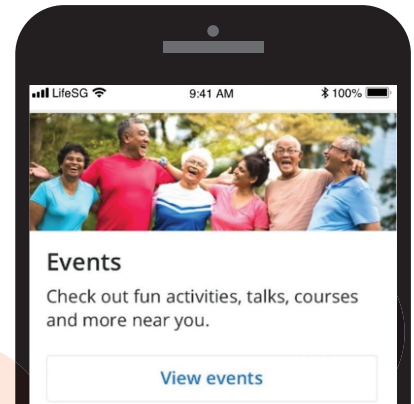 LifeSG 9:41 AM 100%
Events
Check out fun activities, talks, courses
and more near you.
View events